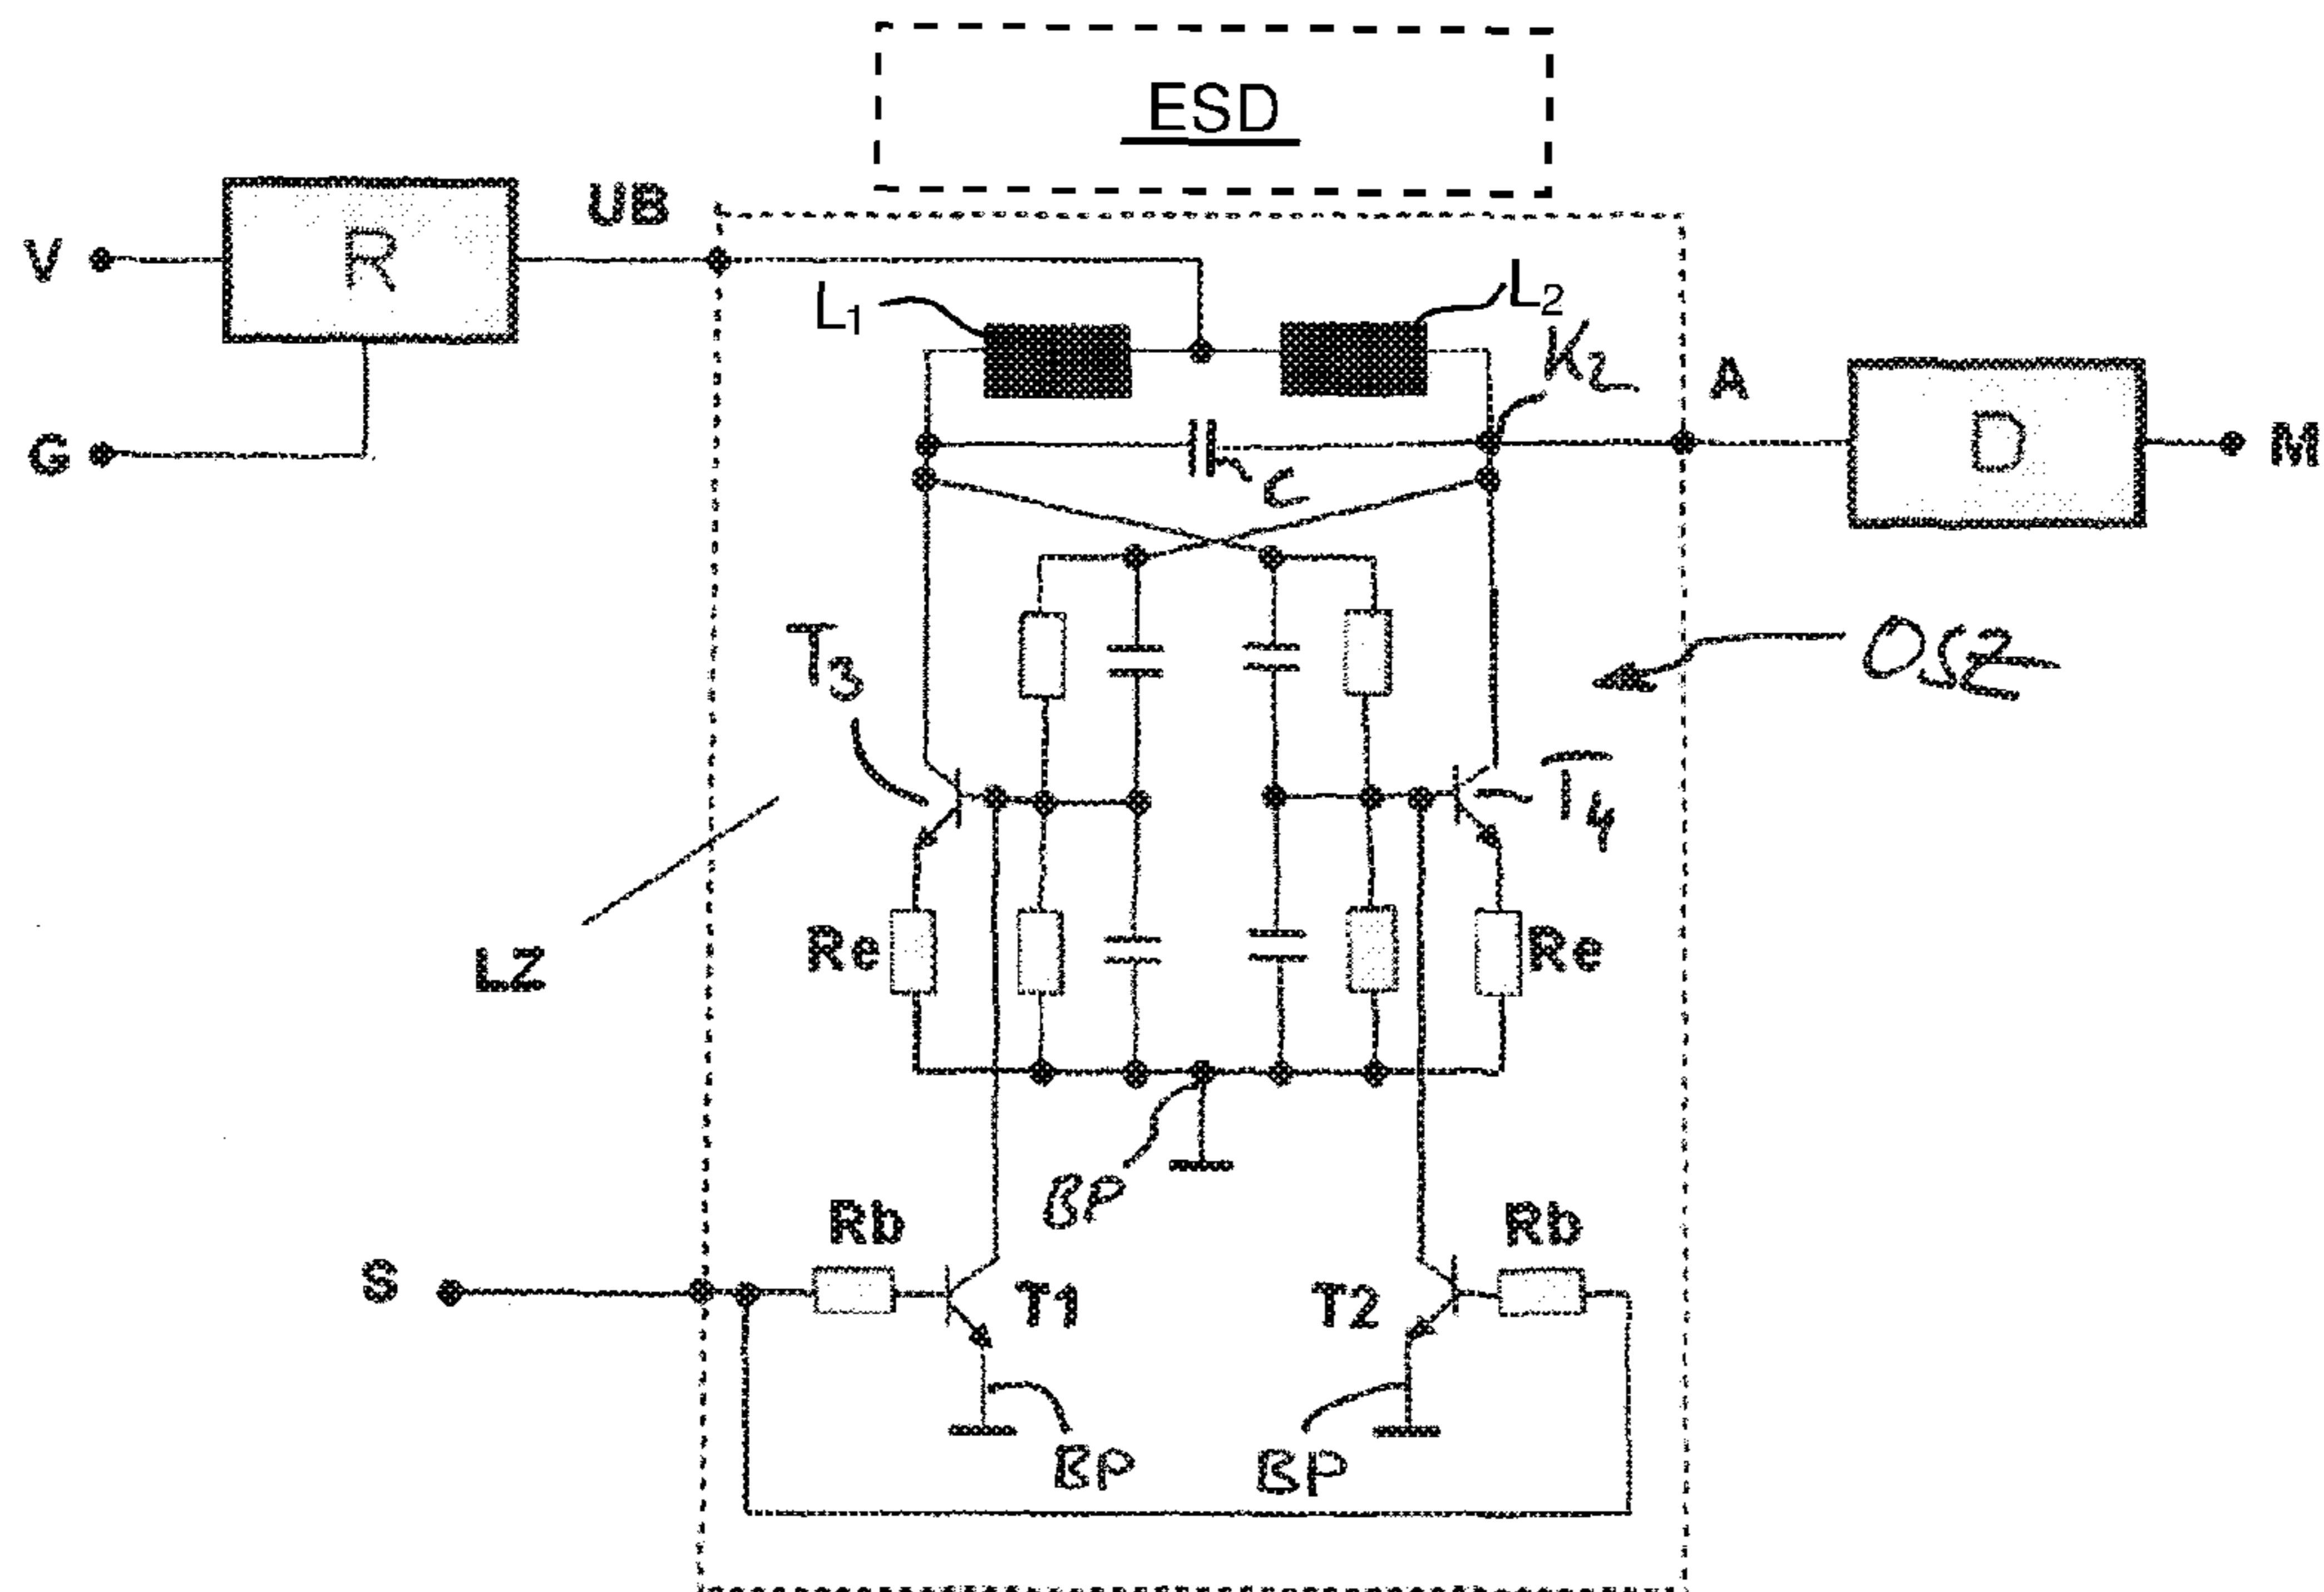 ESD
UB
V
R
L₁
L₂
K₂
A
G
D
M
C
T₃
OSZ
T₄
LZ
Re
Re
BP
Rb
Rb
S
T1
T2
BP
BP